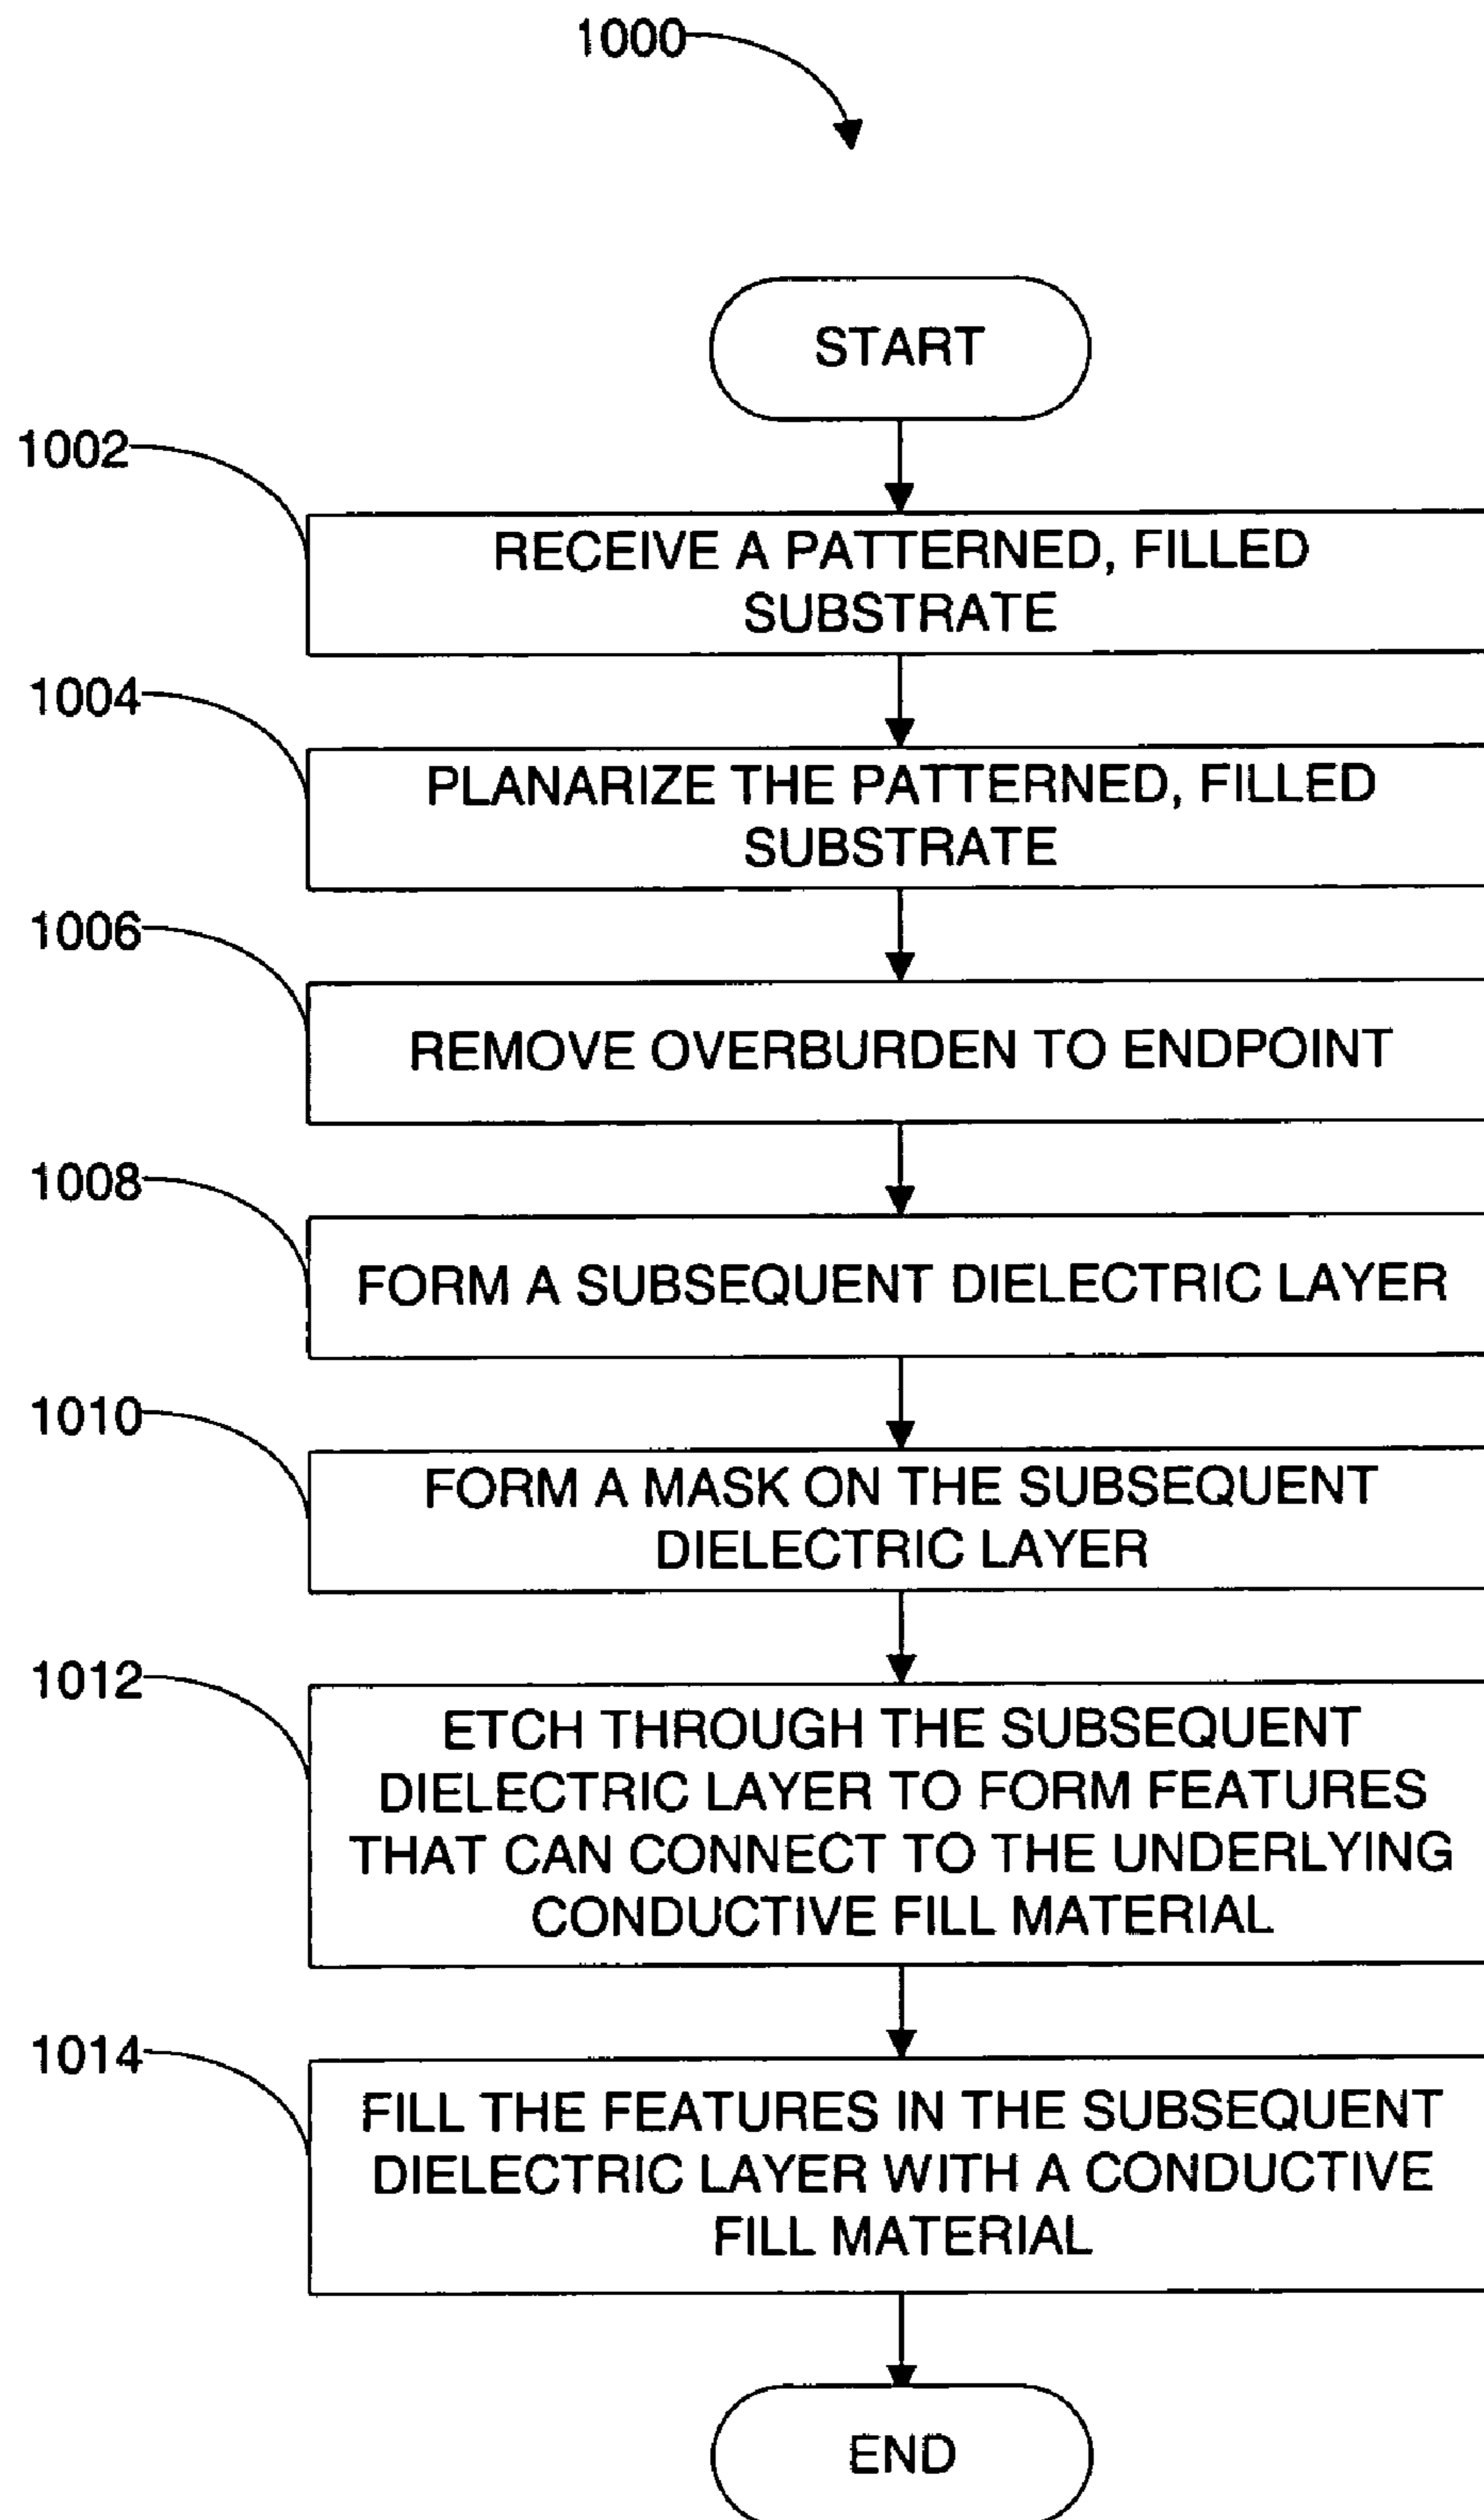 1000
START
1002
RECEIVE A PATTERNED, FILLED
SUBSTRATE
1004
PLANARIZE THE PATTERNED, FILLED
SUBSTRATE
1006
REMOVE OVERBURDEN TO ENDPOINT
1008
FORM A SUBSEQUENT DIELECTRIC LAYER
1010
FORM A MASK ON THE SUBSEQUENT
DIELECTRIC LAYER
1012
ETCH THROUGH THE SUBSEQUENT
DIELECTRIC LAYER TO FORM FEATURES
THAT CAN CONNECT TO THE UNDERLYING
CONDUCTIVE FILL MATERIAL
1014
FILL THE FEATURES IN THE SUBSEQUENT
DIELECTRIC LAYER WITH A CONDUCTIVE
FILL MATERIAL
END